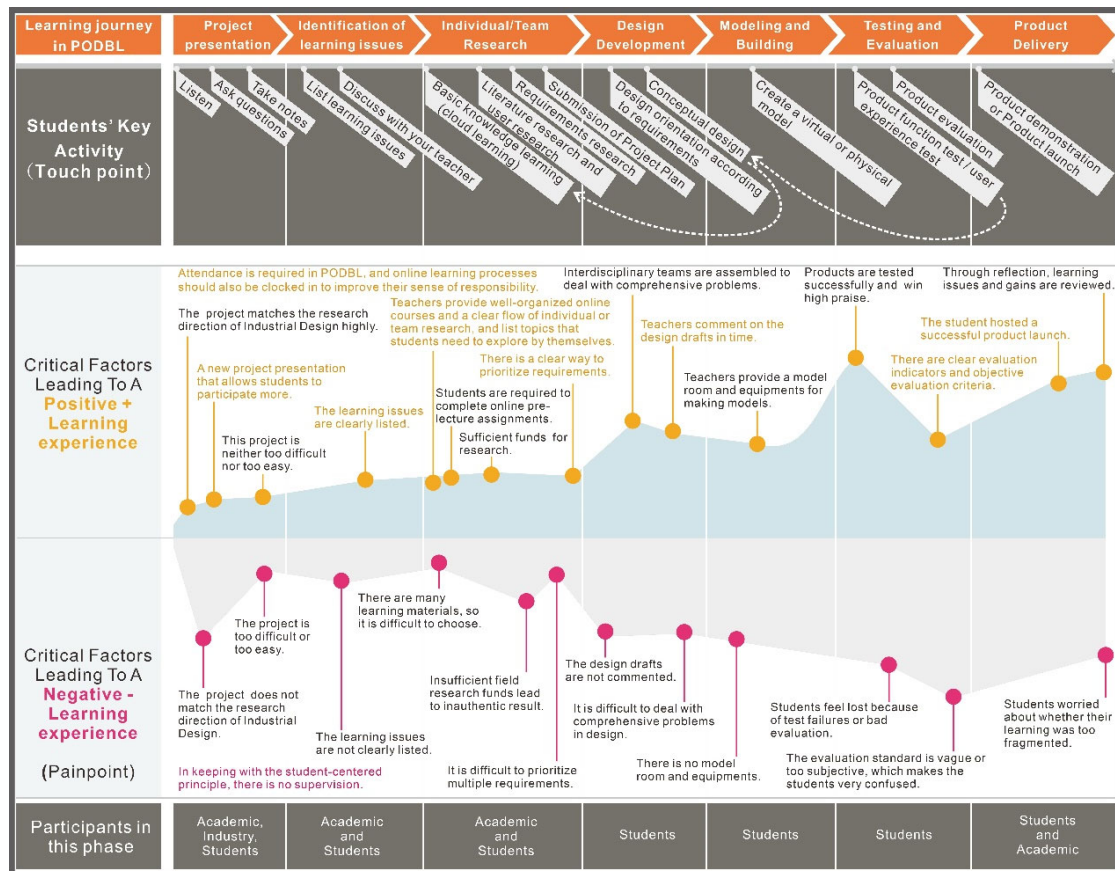 Learning journey
in PODBL
Project
presentation
Identification of
learning issues
Individual/Team
Research
Design
Development
Modeling and
Building
Testing and
Evaluation
Product
Delivery
Students' Key
Activity
(Touch point)
Listen
Ask questions
Take notes
List learning issues
Discuss with your teacher
Basic knowledge learning
(cloud learning)
Literature research and
user research
Requirements research
Submission of Project Plan
Design orientation according
to requirements
Conceptual design
Create a virtual or physical
model
Product function test / user
experience test
Product evaluation
Product demonstration
or Product launch
Critical Factors
Leading To A
Positive +
Learning
experience
Attendance is required in PODBL, and online learning processes
should also be clocked in to improve their sense of responsibility.
The project matches the research
direction of Industrial Design highly.
A new project presentation
that allows students to
participate more.
This project is
neither too difficult
nor too easy.
The learning issues
are clearly listed.
Teachers provide well-organized online
courses and a clear flow of individual or
team research, and list topics that
students need to explore by themselves.
Students are required to
complete online pre-
lecture assignments.
Sufficient funds for
research.
There is a clear way to
prioritize requirements.
Interdisciplinary teams are assembled to
deal with comprehensive problems.
Teachers comment on the
design drafts in time.
Teachers provide a model
room and equipments for
making models.
Products are tested
successfully and win
high praise.
There are clear evaluation
indicators and objective
evaluation criteria.
The student hosted a
successful product launch.
Through reflection, learning
issues and gains are reviewed.
Critical Factors
Leading To A
Negative -
Learning
experience
(Painpoint)
The project does not
match the research
direction of Industrial
Design.
The project is
too difficult or
too easy.
In keeping with the student-centered
principle, there is no supervision.
The learning issues
are not clearly listed.
There are many
learning materials, so
it is difficult to choose.
Insufficient field
research funds lead
to inauthentic result.
It is difficult to prioritize
multiple requirements.
The design drafts
are not commented.
It is difficult to deal with
comprehensive problems
in design.
There is no model
room and equipments.
Students feel lost because
of test failures or bad
evaluation.
The evaluation standard is vague or
too subjective, which makes the
students very confused.
Students worried
about whether their
learning was too
fragmented.
Participants in
this phase
Academic,
Industry,
Students
Academic
and
Students
Academic
and
Students
Students
Students
Students
Students
and
Academic